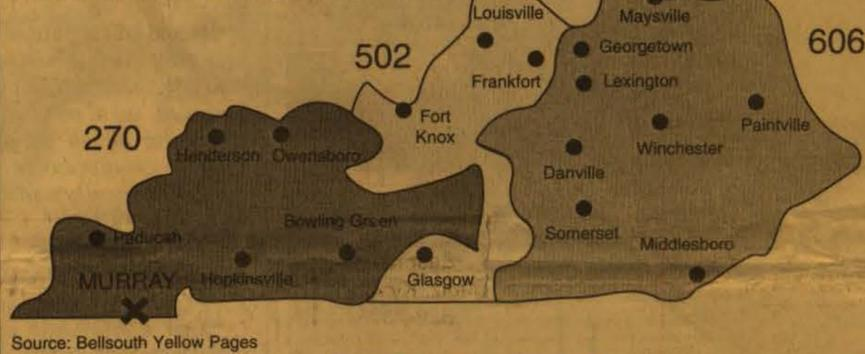 Louisville
Maysville
502
Georgetown
606
Frankfort
Lexington
Fort
Knox
Paintville
270
Winchester
Henderson
Owensboro
Danville
Bowling Green
Somerset
Paducah
Middlesboro
MURRAY
Hopkinsville
Glasgow
Source: Bellsouth Yellow Pages